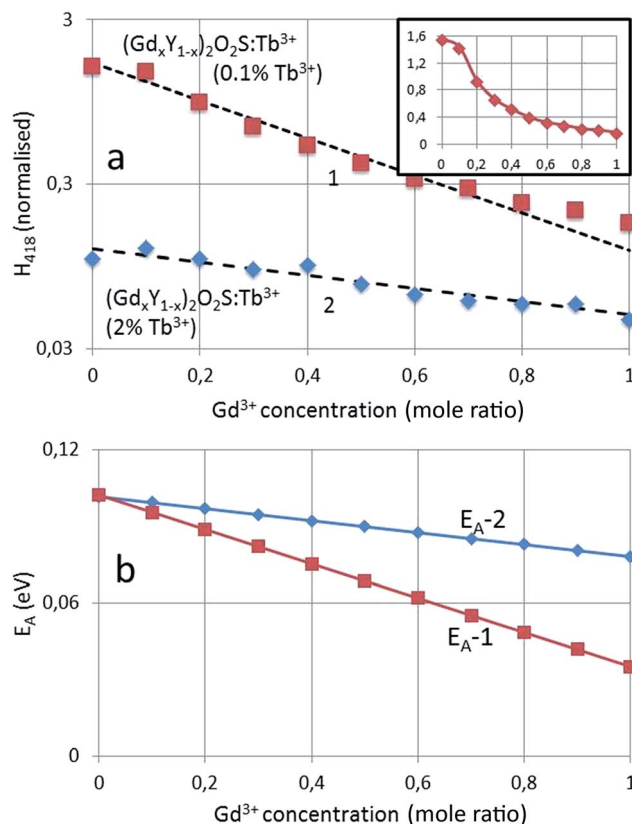 3
(GdₓY₁₋ₓ)₂O₂S:Tb³⁺
(0.1% Tb³⁺)
1,6
1,2
0,8
0,4
0
0 0,2 0,4 0,6 0,8 1
a
0.3
1
H₄₁₈ (normalised)
(GdₓY₁₋ₓ)₂O₂S:Tb³⁺
(2% Tb³⁺)
2
0,03
0 0,2 0,4 0,6 0,8 1
Gd³⁺ concentration (mole ratio)
0,12
b
E_A-2
E_A (eV)
0,06
E_A-1
0
0 0,2 0,4 0,6 0,8 1
Gd³⁺ concentration (mole ratio)